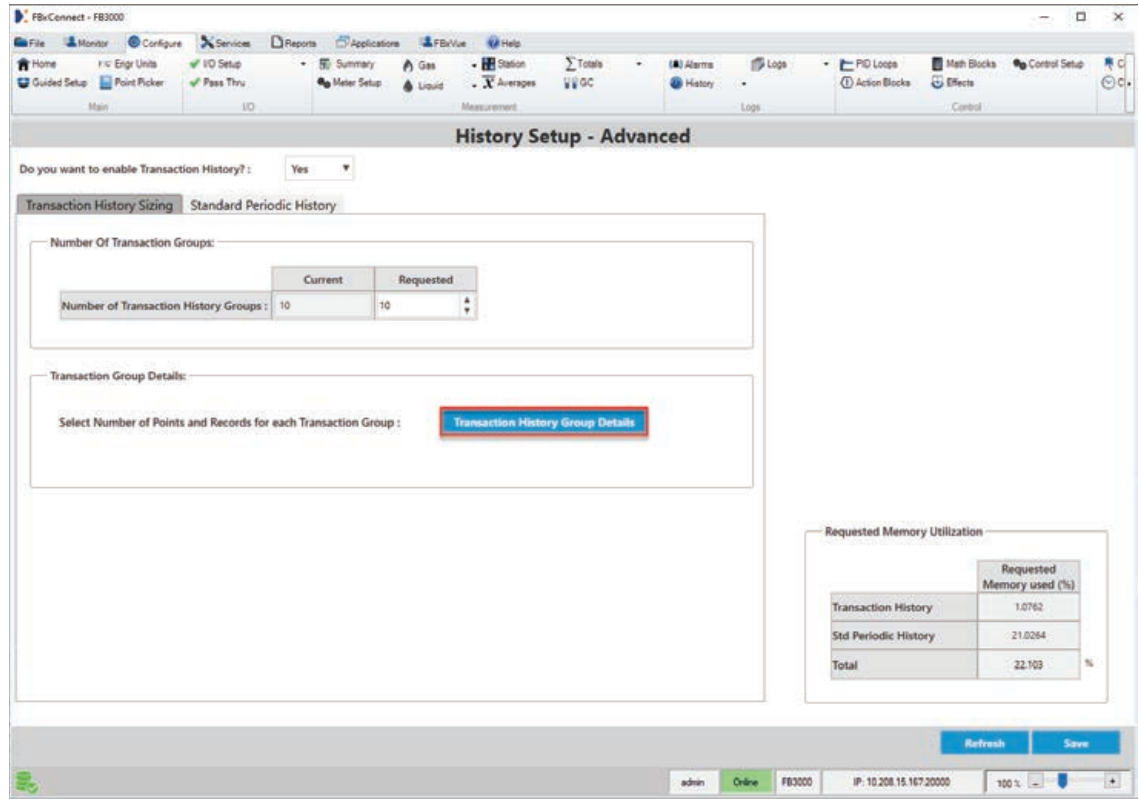 FBxConnect - FB3000
File Monitor Configure Services Reports Applications FBxVue Help
Home Engr Units I/O Setup Summary Gas Station Totals Alarms Logs PID Loops Math Blocks Control Setup C
Guided Setup Point Picker Pass Thru Meter Setup Liquid Averages GC History Action Blocks Effects C
Main I/O Measurement Logs Control
History Setup - Advanced
Do you want to enable Transaction History? : Yes
Transaction History Sizing Standard Periodic History
Number Of Transaction Groups:
Current Requested
Number of Transaction History Groups : 10 10
Transaction Group Details:
Select Number of Points and Records for each Transaction Group : Transaction History Group Details
Requested Memory Utilization
Requested
Memory used (%)
Transaction History 1.0762
Std Periodic History 21.0264
Total 22.103 %
Refresh Save
admin Online FB3000 IP: 10.208.15.167.20000 100 % - +